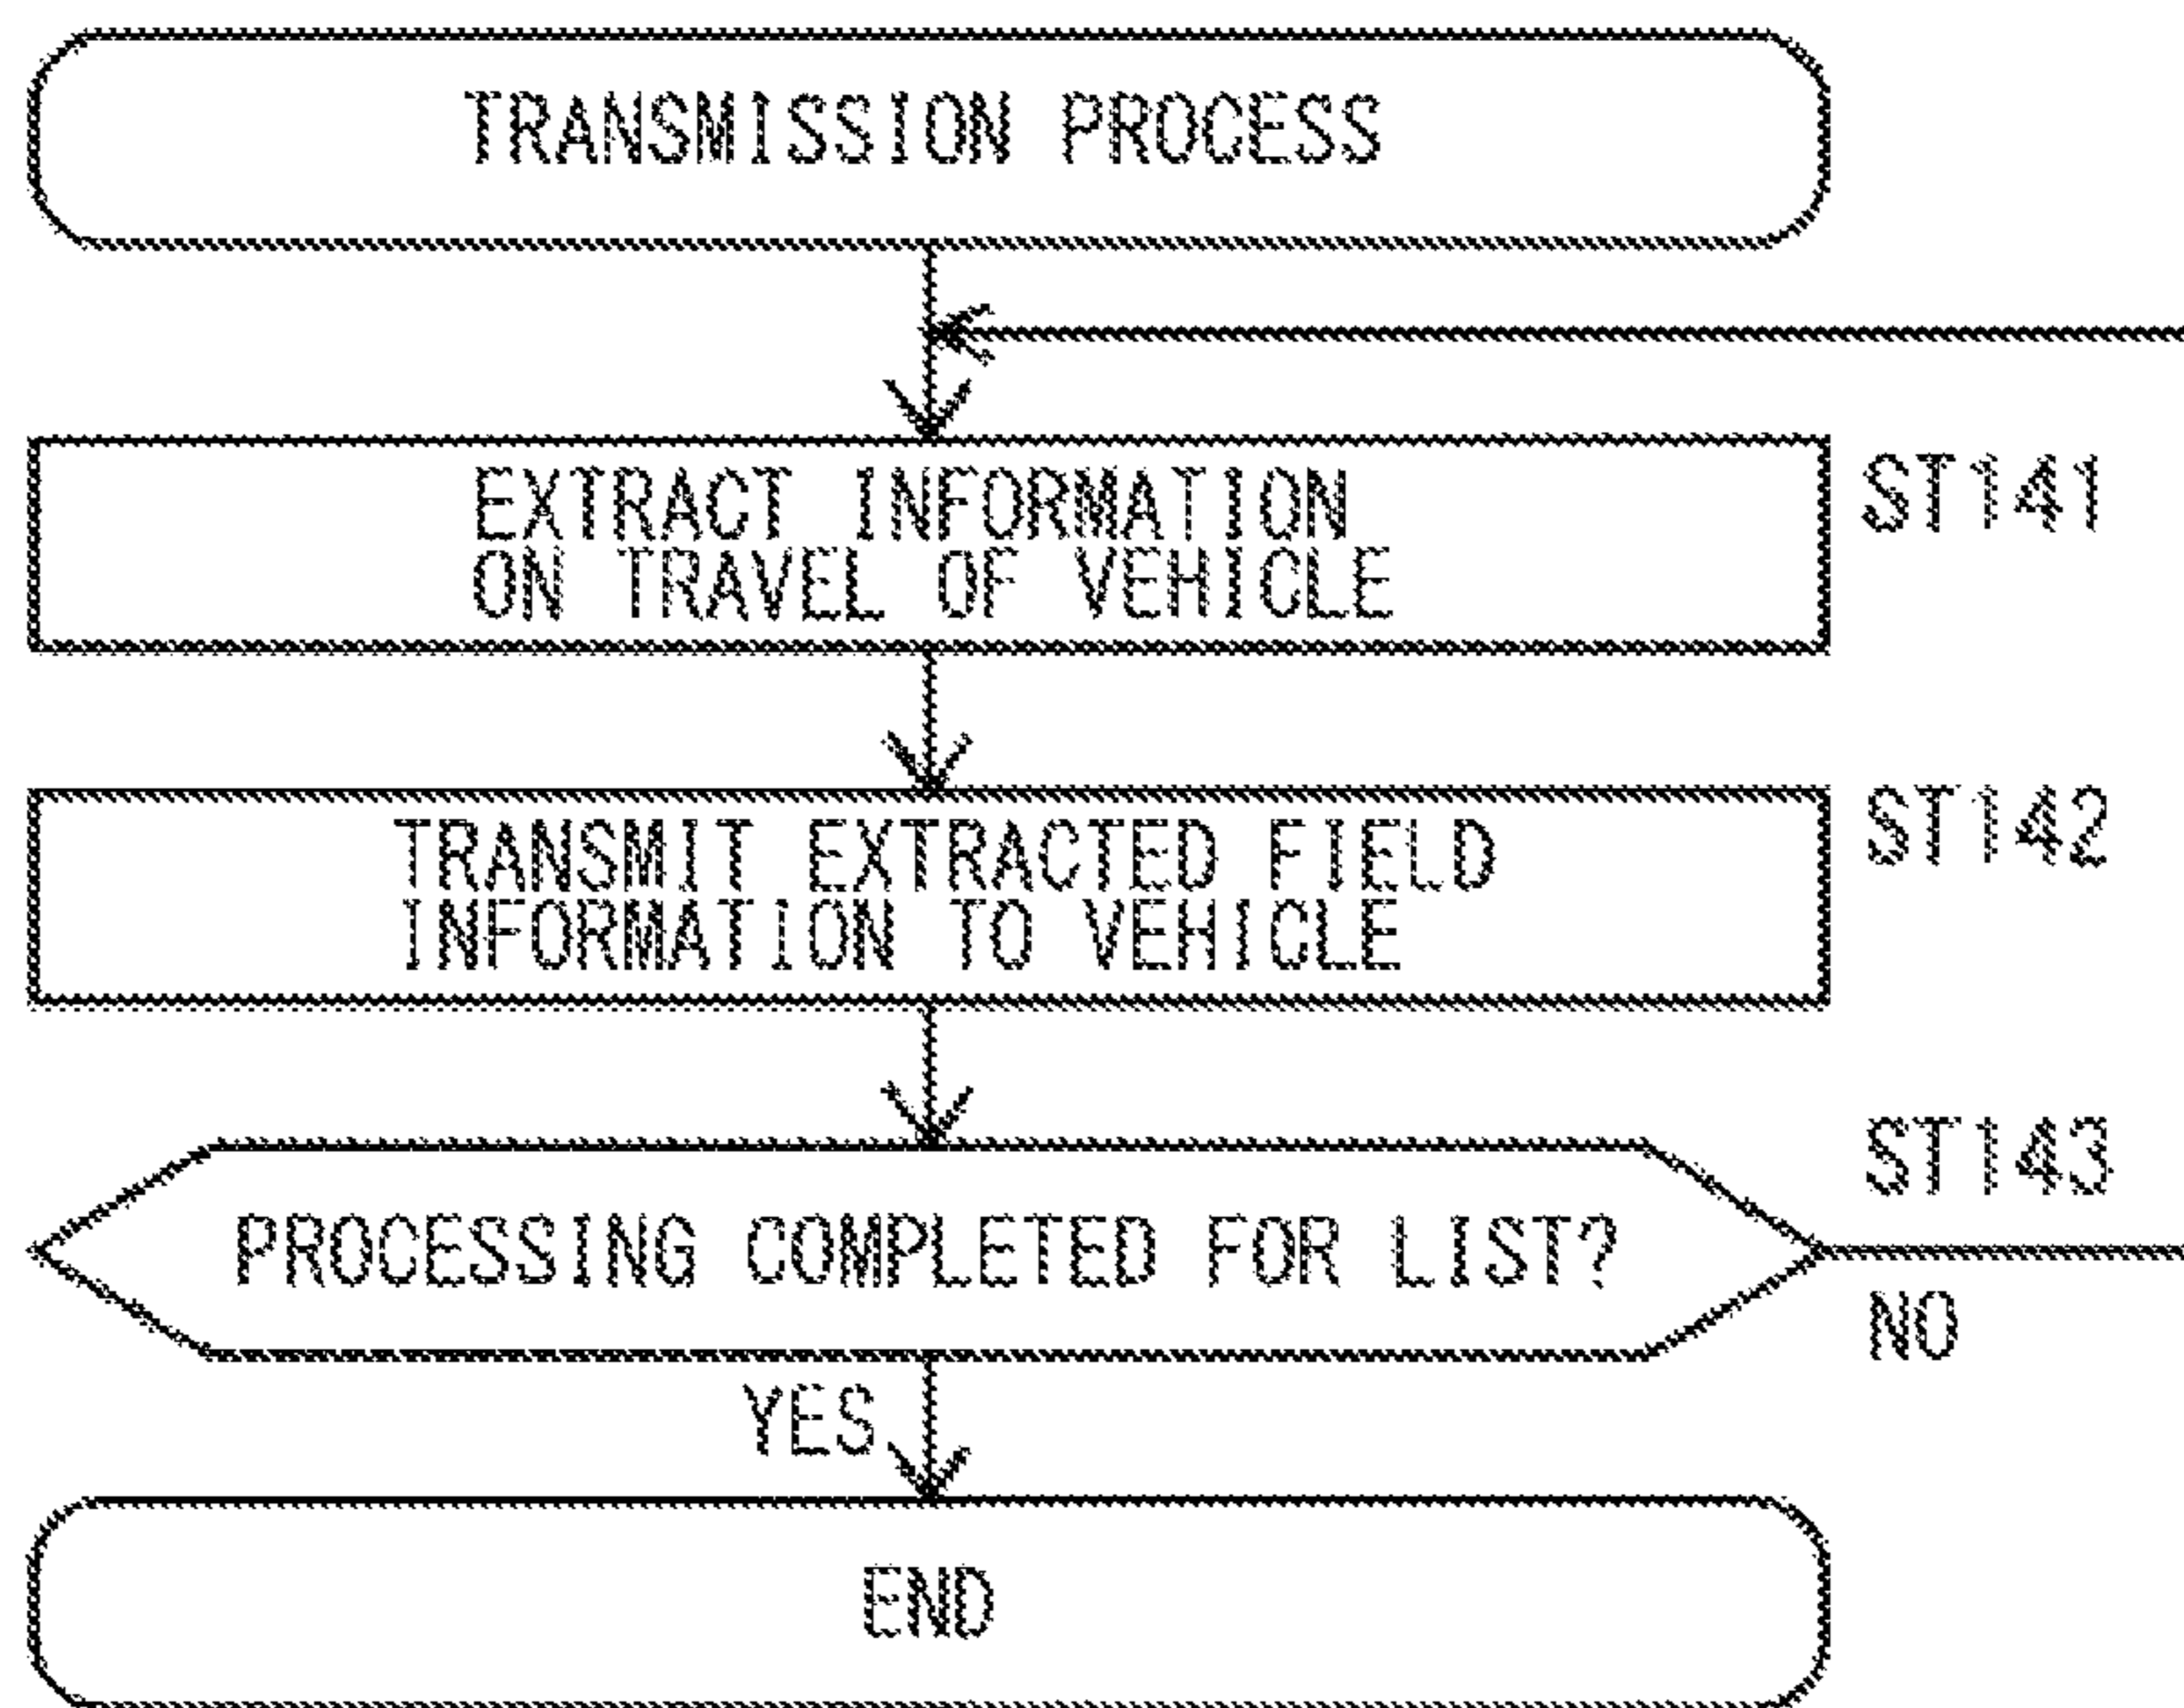 TRANSMISSION PROCESS
EXTRACT INFORMATION
ON TRAVEL OF VEHICLE
ST141
TRANSMIT EXTRACTED FIELD
INFORMATION TO VEHICLE
ST142
PROCESSING COMPLETED FOR LIST?
ST143
NO
YES
END